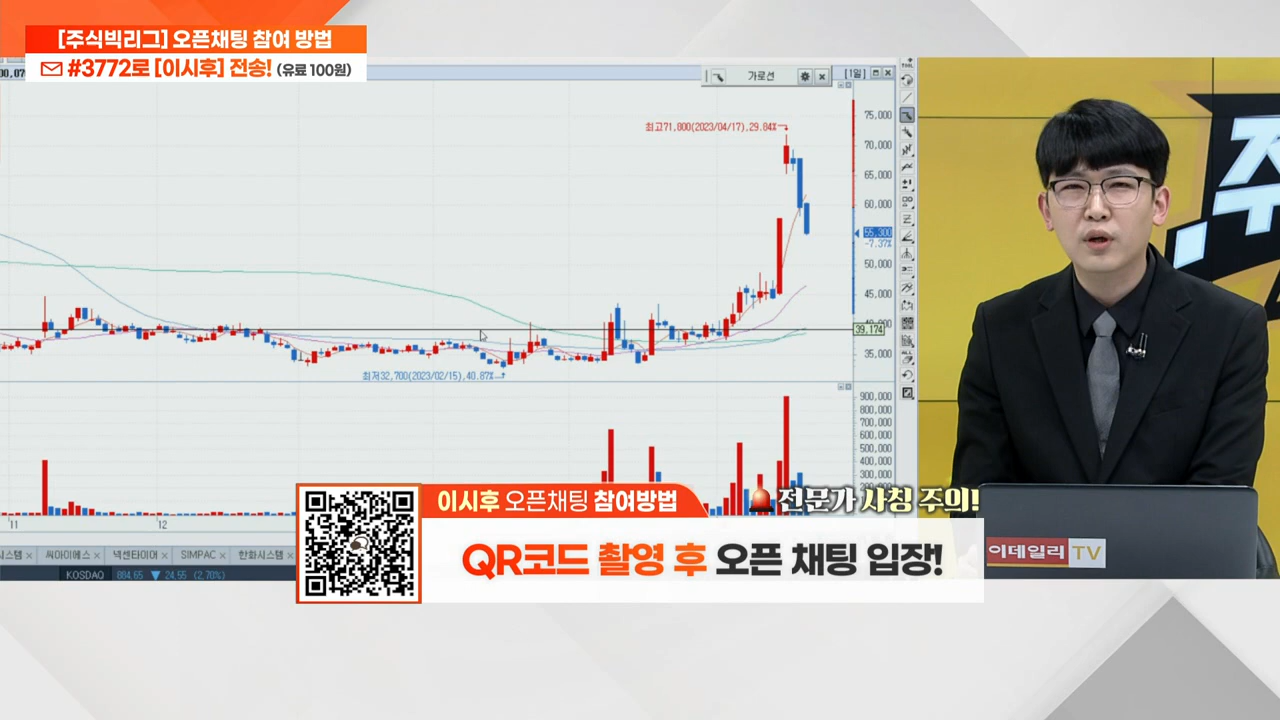 [주식빅리그] 오픈채팅 참여 방법
#3772로 [이시후] 전송! (유료 100원)
가로선
[1일]
최고71,800(2023/04/17),29.84%
75,000
70,000
65,000
60,000
55,300
-7.37%
50,000
45,000
39,174
35,000
최저32,700(2023/02/15),40.87%
900,000
800,000
700,000
600,000
500,000
400,000
300,000
11
12
이시후 오픈채팅 참여방법
전문가 사칭 주의!
QR코드 촬영 후 오픈 채팅 입장!
시스템 씨아이에스 넥센타이어 SIMPAC 한화시스템
KOSDAQ 884.65 ▼ 24.55 (2.70%)
이데일리 TV